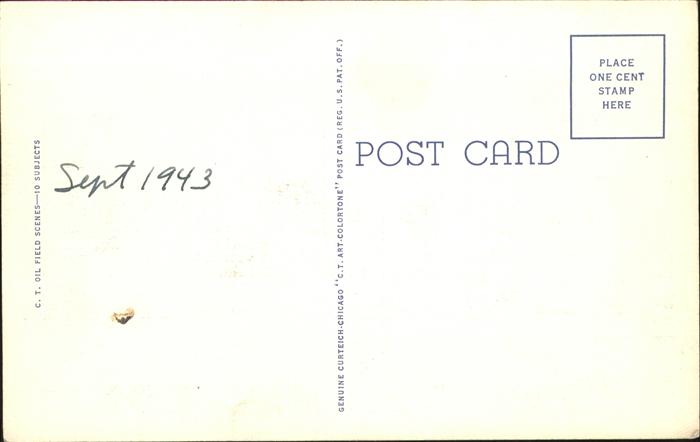 C. T. OIL FIELD SCENES—10 SUBJECTS
Sept 1943
GENUINE CURTEICH-CHICAGO "C.T. ART-COLORTONE" POST CARD (REG. U.S. PAT. OFF.)
POST CARD
PLACE
ONE CENT
STAMP
HERE